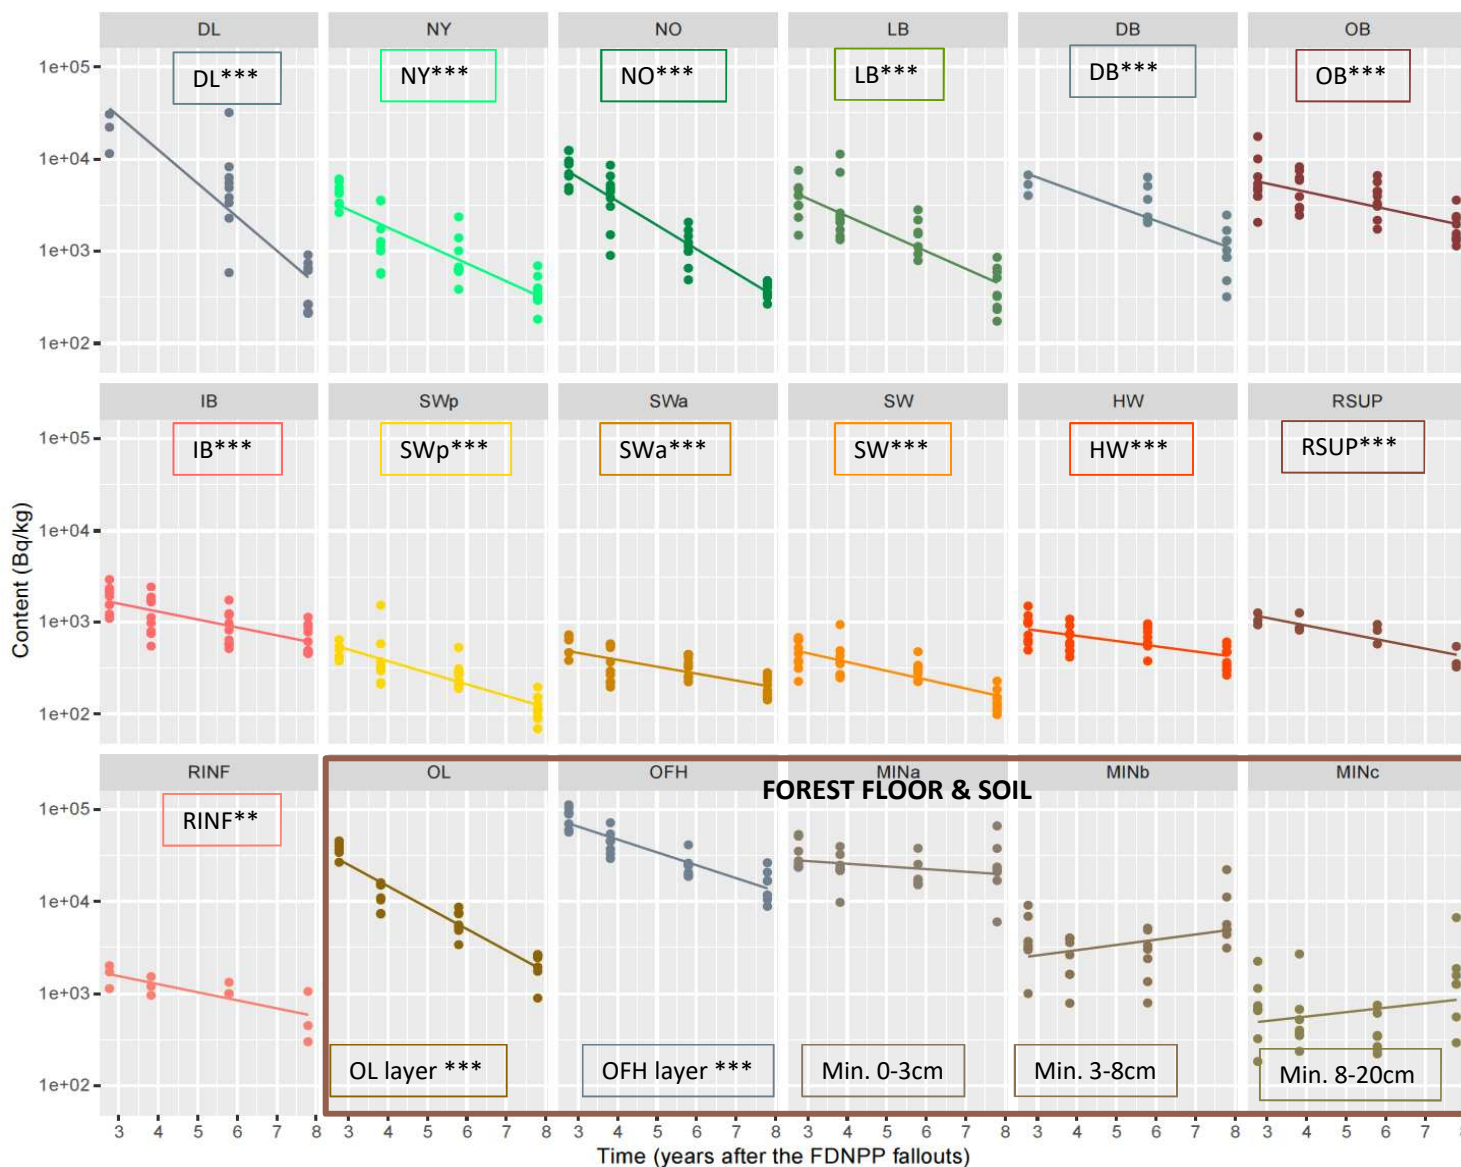 DL NY NO LB DB OB
DL*** NY*** NO*** LB*** DB*** OB***
1e+05
1e+04
1e+03
1e+02
IB SWp SWa SW HW RSUP
IB*** SWp*** SWa*** SW*** HW*** RSUP***
1e+05
1e+04
1e+03
1e+02
Content (Bq/kg)
RINF OL OFH MINa MINb MINc
FOREST FLOOR & SOIL
RINF**
1e+05
1e+04
1e+03
1e+02
OL layer *** OFH layer *** Min. 0-3cm Min. 3-8cm Min. 8-20cm
3 4 5 6 7 8 3 4 5 6 7 8 3 4 5 6 7 8 3 4 5 6 7 8 3 4 5 6 7 8 3 4 5 6 7 8
Time (years after the FDNPP fallouts)